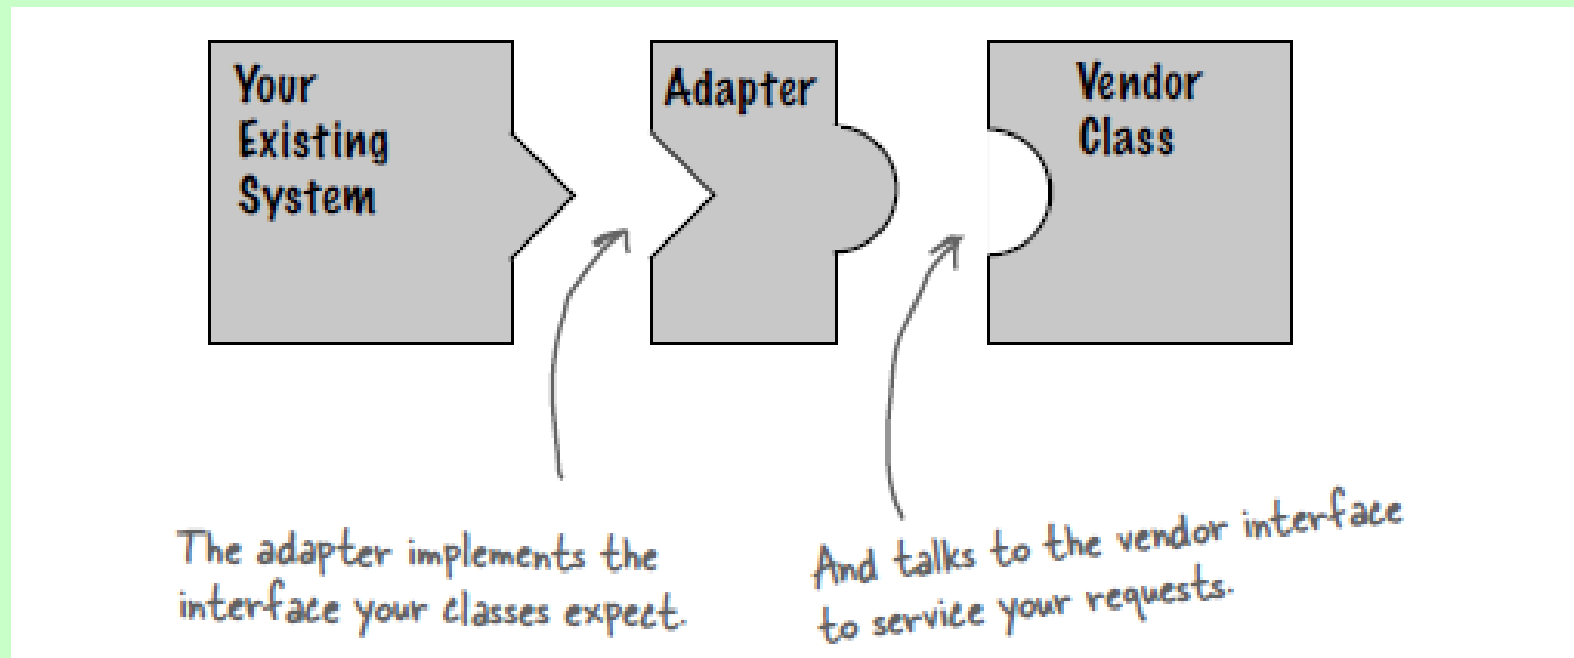 Your
Existing
System
Adapter
Vendor
Class
The adapter implements the
interface your classes expect.
And talks to the vendor interface
to service your requests.